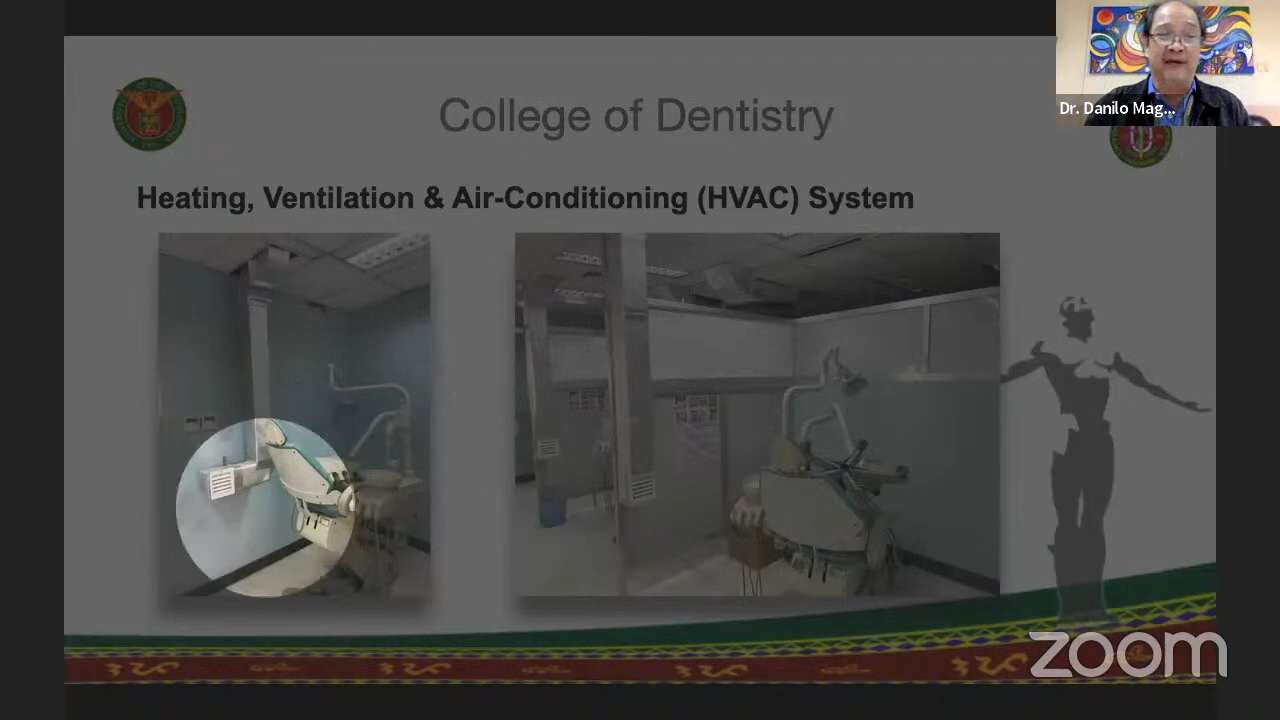 Dr. Danilo Mag...
College of Dentistry
Heating, Ventilation & Air-Conditioning (HVAC) System
zoom